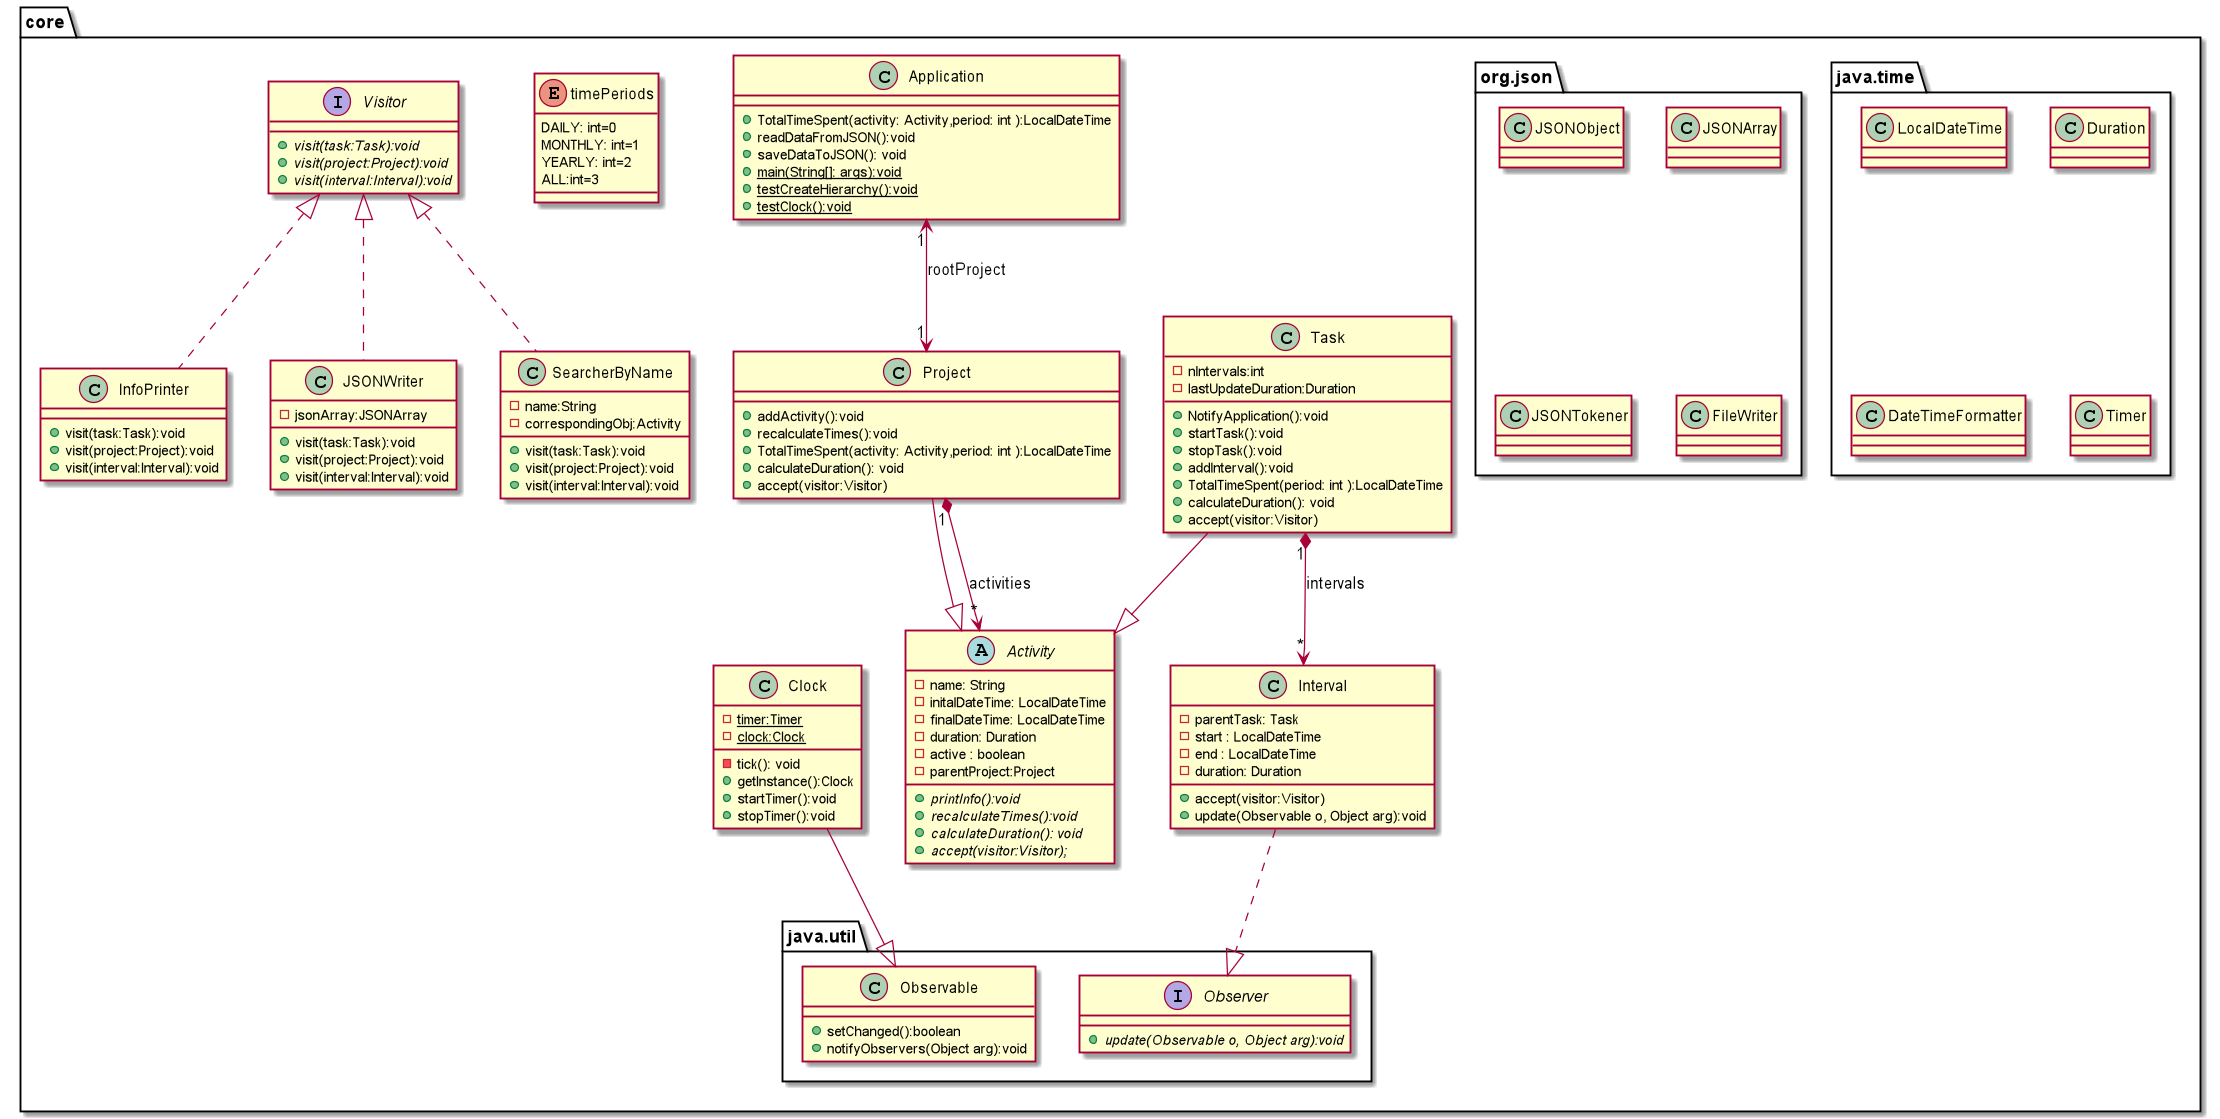 core
I Visitor
visit(task:Task):void
visit(project:Project):void
visit(interval:Interval):void
E timePeriods
DAILY: int=0
MONTHLY: int=1
YEARLY: int=2
ALL:int=3
C Application
TotalTimeSpent(activity: Activity,period: int ):LocalDateTime
readDataFromJSON():void
saveDataToJSON(): void
main(String[]: args):void
testCreateHierarchy():void
testClock():void
org.json
C JSONObject
C JSONArray
C JSONTokener
C FileWriter
java.time
C LocalDateTime
C Duration
C DateTimeFormatter
C Timer
1
rootProject
1
C InfoPrinter
visit(task:Task):void
visit(project:Project):void
visit(interval:Interval):void
C JSONWriter
jsonArray:JSONArray
visit(task:Task):void
visit(project:Project):void
visit(interval:Interval):void
C SearcherByName
name:String
correspondingObj:Activity
visit(task:Task):void
visit(project:Project):void
visit(interval:Interval):void
C Project
addActivity():void
recalculateTimes():void
TotalTimeSpent(activity: Activity,period: int ):LocalDateTime
calculateDuration(): void
accept(visitor:Visitor)
C Task
nIntervals:int
lastUpdateDuration:Duration
NotifyApplication():void
startTask():void
stopTask():void
addInterval():void
TotalTimeSpent(period: int ):LocalDateTime
calculateDuration(): void
accept(visitor:Visitor)
1
activities
*
1
intervals
*
C Clock
timer:Timer
clock:Clock
tick(): void
getInstance():Clock
startTimer():void
stopTimer():void
A Activity
name: String
initalDateTime: LocalDateTime
finalDateTime: LocalDateTime
duration: Duration
active : boolean
parentProject:Project
printInfo():void
recalculateTimes():void
calculateDuration(): void
accept(visitor:Visitor);
C Interval
parentTask: Task
start : LocalDateTime
end : LocalDateTime
duration: Duration
accept(visitor:Visitor)
update(Observable o, Object arg):void
java.util
C Observable
setChanged():boolean
notifyObservers(Object arg):void
I Observer
update(Observable o, Object arg):void